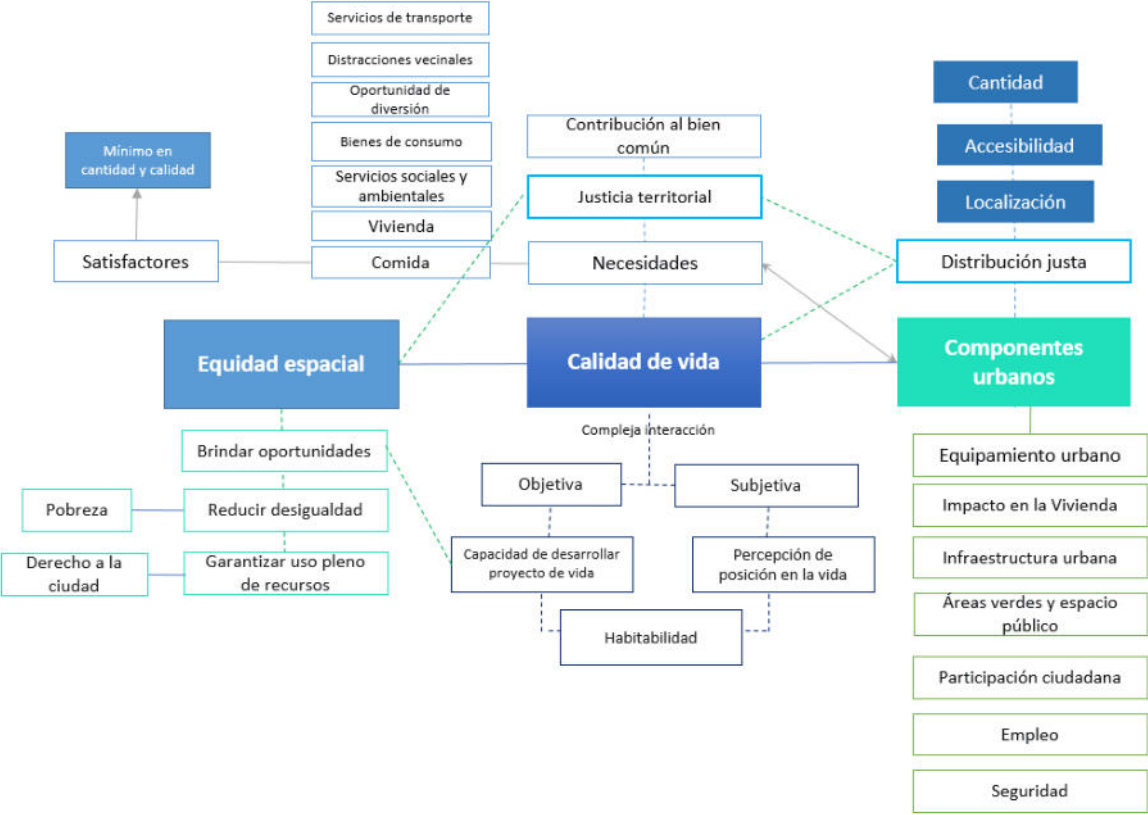 Servicios de transporte
Distracciones vecinales
Oportunidad de
diversión
Bienes de consumo
Servicios sociales y
ambientales
Vivienda
Comida
Mínimo en
cantidad y calidad
Satisfactores
Contribución al bien
común
Justicia territorial
Necesidades
Cantidad
Accesibilidad
Localización
Distribución justa
Equidad espacial
Calidad de vida
Componentes
urbanos
Brindar oportunidades
Pobreza
Reducir desigualdad
Derecho a la
ciudad
Garantizar uso pleno
de recursos
Compleja interacción
Objetiva
Subjetiva
Capacidad de desarrollar
proyecto de vida
Percepción de
posición en la vida
Habitabilidad
Equipamiento urbano
Impacto en la Vivienda
Infraestructura urbana
Áreas verdes y espacio
público
Participación ciudadana
Empleo
Seguridad